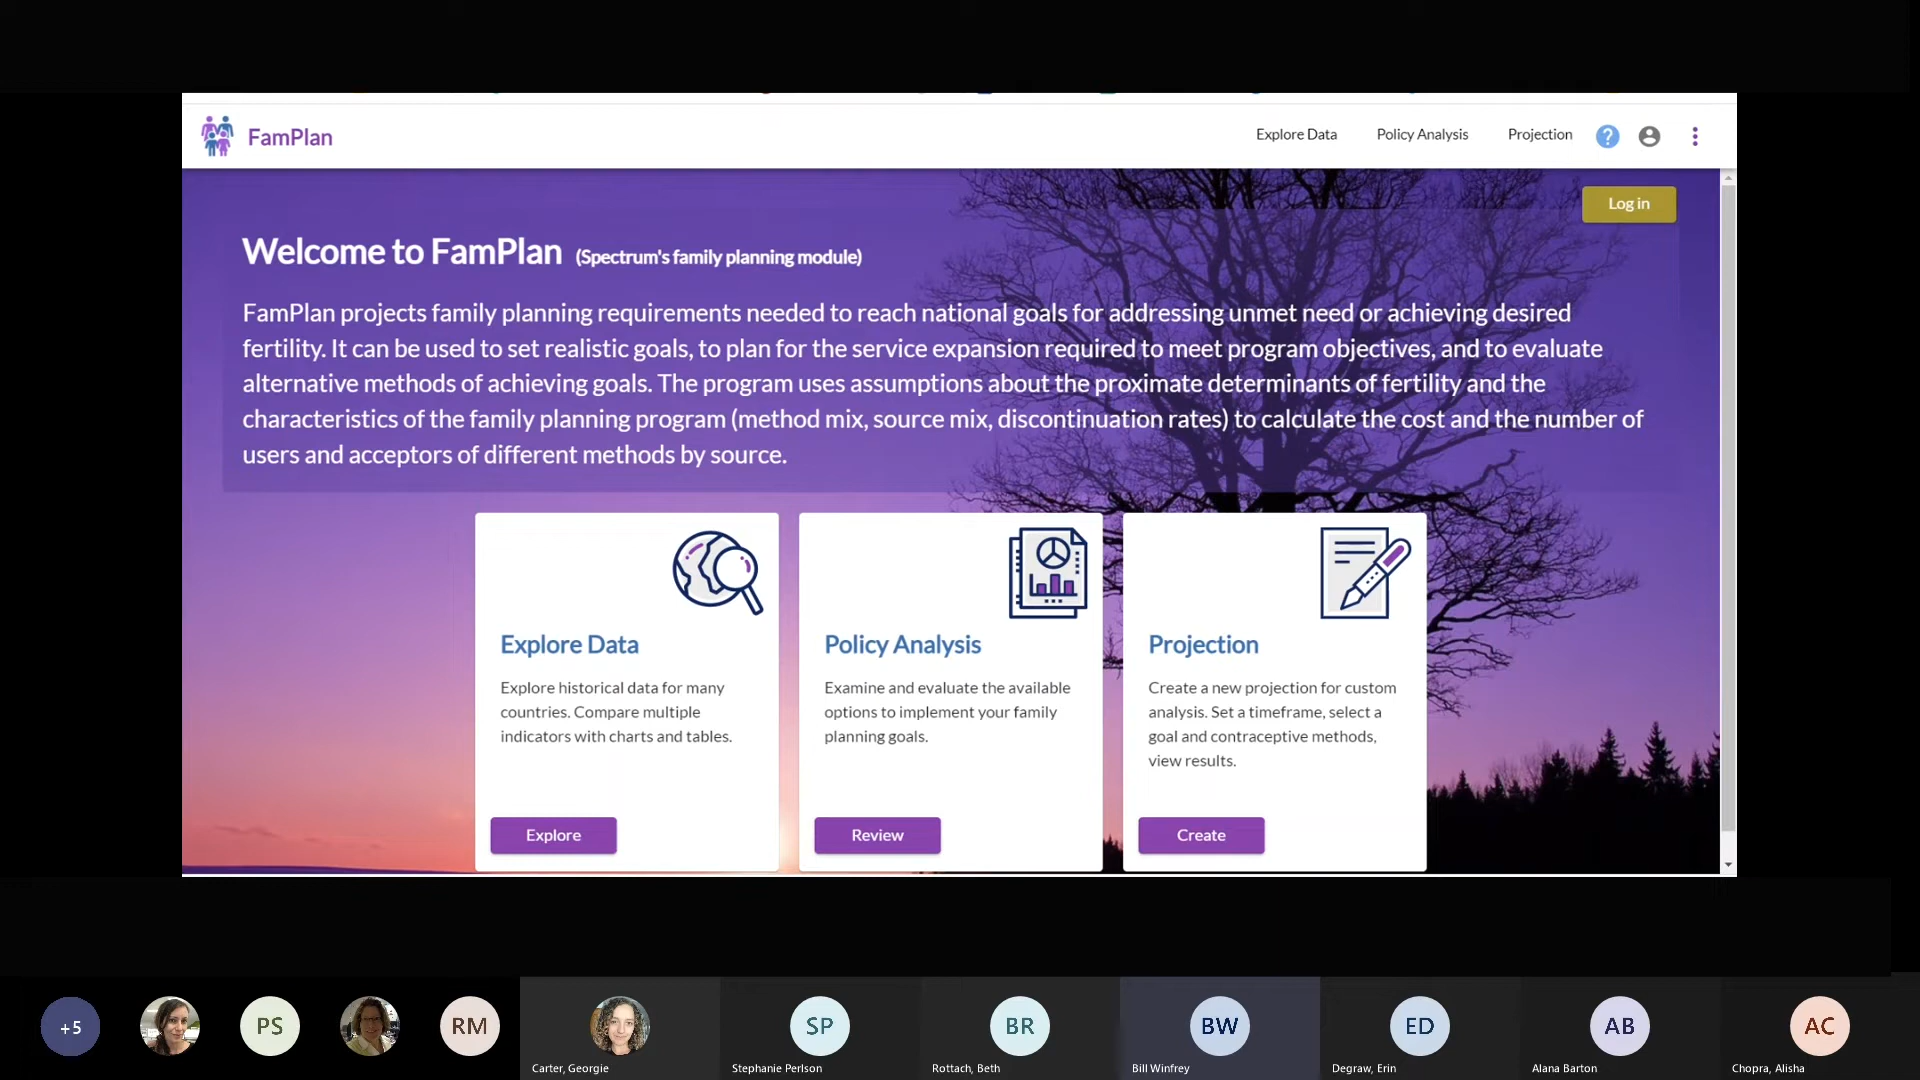 FamPlan
Explore Data
Policy Analysis
Projection
?
Log in
Welcome to FamPlan (Spectrum's family planning module)
FamPlan projects family planning requirements needed to reach national goals for addressing unmet need or achieving desired
fertility. It can be used to set realistic goals, to plan for the service expansion required to meet program objectives, and to evaluate
alternative methods of achieving goals. The program uses assumptions about the proximate determinants of fertility and the
characteristics of the family planning program (method mix, source mix, discontinuation rates) to calculate the cost and the number of
users and acceptors of different methods by source.
Explore Data
Explore historical data for many
countries. Compare multiple
indicators with charts and tables.
Explore
Policy Analysis
Examine and evaluate the available
options to implement your family
planning goals.
Review
Projection
Create a new projection for custom
analysis. Set a timeframe, select a
goal and contraceptive methods,
view results.
Create
+5
PS
RM
Carter, Georgie
SP
Stephanie Perlson
BR
Rottach, Beth
BW
Bill Winfrey
ED
Degraw, Erin
AB
Alana Barton
AC
Chopra, Alisha